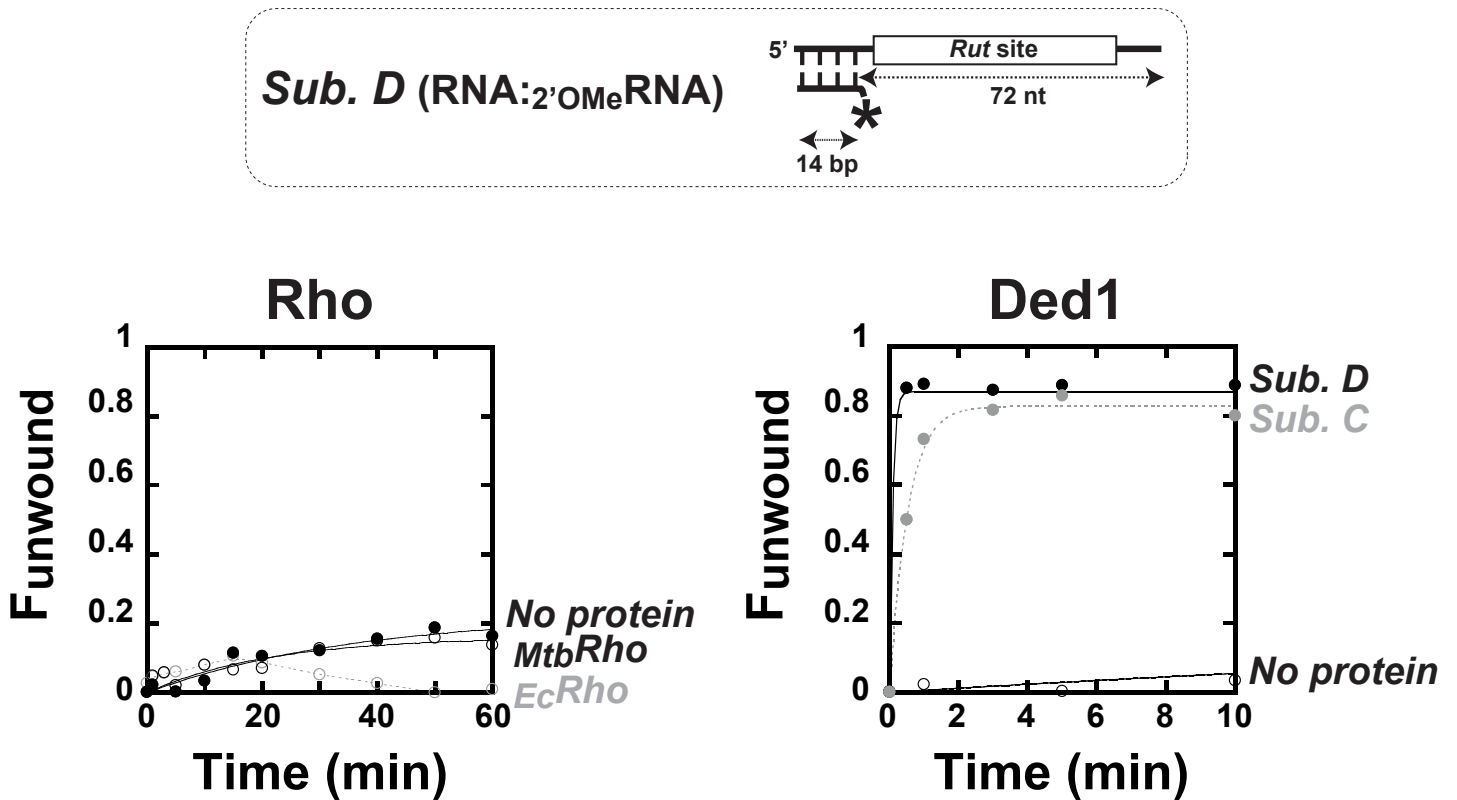 Sub. D (RNA:2'OMeRNA)
5' Rut site
72 nt
*
14 bp
Rho
Funwound
1
0.8
0.6
0.4
0.2
0
0 20 40 60
Time (min)
No protein
MtbRho
EcRho
Ded1
Funwound
1
0.8
0.6
0.4
0.2
0
0 2 4 6 8 10
Time (min)
Sub. D
Sub. C
No protein